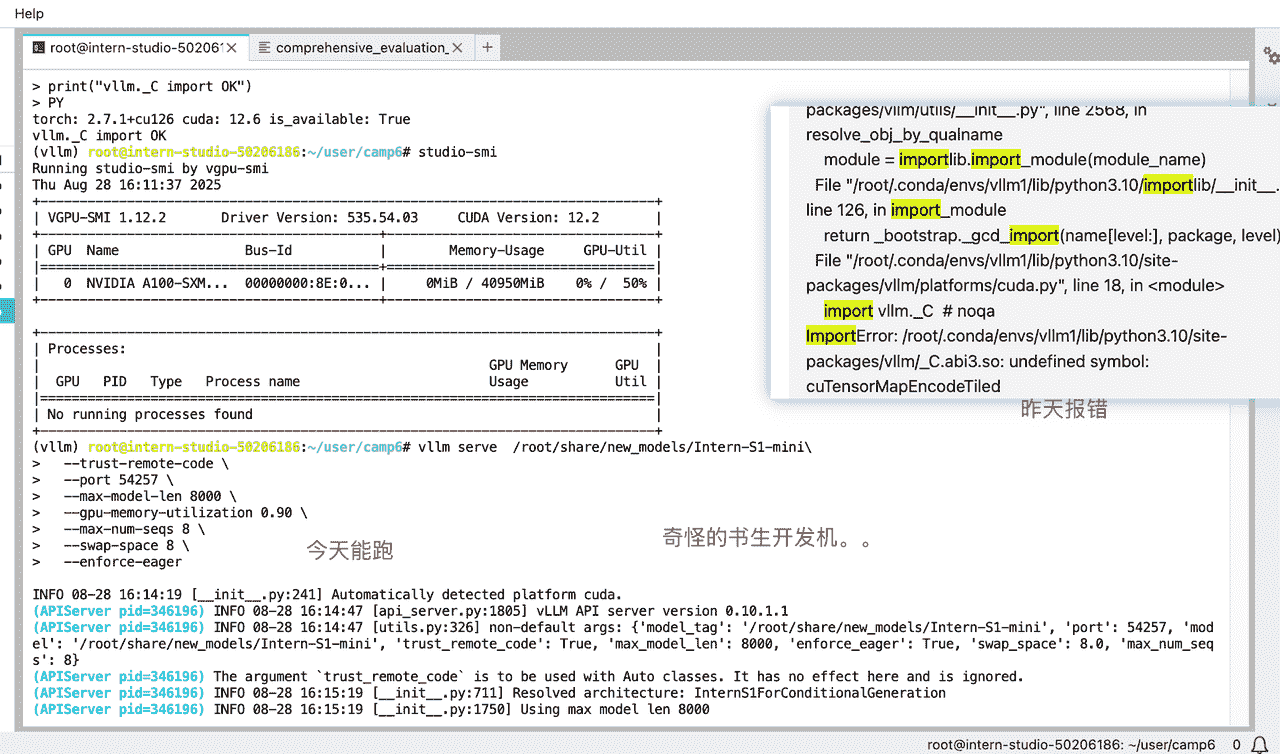 Help
root@intern-studio-502061
comprehensive_evaluation_
> print("vllm._C import OK")
> PY
torch: 2.7.1+cu126 cuda: 12.6 is_available: True
vllm._C import OK
(vllm) root@intern-studio-50206186:~/user/camp6# studio-smi
Running studio-smi by vgpu-smi
Thu Aug 28 16:11:37 2025
+------------------------------------------------------------------------------+
| VGPU-SMI 1.12.2       Driver Version: 535.54.03     CUDA Version: 12.2       |
+-------------------------------------------+----------------------------------+
| GPU  Name                Bus-Id           |        Memory-Usage     GPU-Util |
|===========================================+==================================|
|   0  NVIDIA A100-SXM...  00000000:8E:0... |     0MiB / 40950MiB    0% /  50% |
+-------------------------------------------+----------------------------------+
+------------------------------------------------------------------------------+
| Processes:                                                                   |
GPU Memory      GPU
|  GPU   PID   Type   Process name                         Usage           Util |
|==============================================================================|
| No running processes found                                                   |
+------------------------------------------------------------------------------+
(vllm) root@intern-studio-50206186:~/user/camp6# vllm serve  /root/share/new_models/Intern-S1-mini\
>   --trust-remote-code \
>   --port 54257 \
>   --max-model-len 8000 \
>   --gpu-memory-utilization 0.90 \
>   --max-num-seqs 8 \
>   --swap-space 8 \
>   --enforce-eager
INFO 08-28 16:14:19 [__init__.py:241] Automatically detected platform cuda.
(APIServer pid=346196) INFO 08-28 16:14:47 [api_server.py:1805] vLLM API server version 0.10.1.1
(APIServer pid=346196) INFO 08-28 16:14:47 [utils.py:326] non-default args: {'model_tag': '/root/share/new_models/Intern-S1-mini', 'port': 54257, 'mod
el': '/root/share/new_models/Intern-S1-mini', 'trust_remote_code': True, 'max_model_len': 8000, 'enforce_eager': True, 'swap_space': 8.0, 'max_num_seq
s': 8}
(APIServer pid=346196) The argument `trust_remote_code` is to be used with Auto classes. It has no effect here and is ignored.
(APIServer pid=346196) INFO 08-28 16:15:19 [__init__.py:711] Resolved architecture: InternS1ForConditionalGeneration
(APIServer pid=346196) INFO 08-28 16:15:19 [__init__.py:1750] Using max model len 8000
packages/vllm/utils/__init__.py", line 2568, in
resolve_obj_by_qualname
module = importlib.import_module(module_name)
File "/root/.conda/envs/vllm1/lib/python3.10/importlib/__init__.
line 126, in import_module
return _bootstrap._gcd_import(name[level:], package, level)
File "/root/.conda/envs/vllm1/lib/python3.10/site-
packages/vllm/platforms/cuda.py", line 18, in <module>
import vllm._C  # noqa
ImportError: /root/.conda/envs/vllm1/lib/python3.10/site-
packages/vllm/_C.abi3.so: undefined symbol:
cuTensorMapEncodeTiled
昨天报错
今天能跑
奇怪的书生开发机。。
root@intern-studio-50206186: ~/user/camp6
0